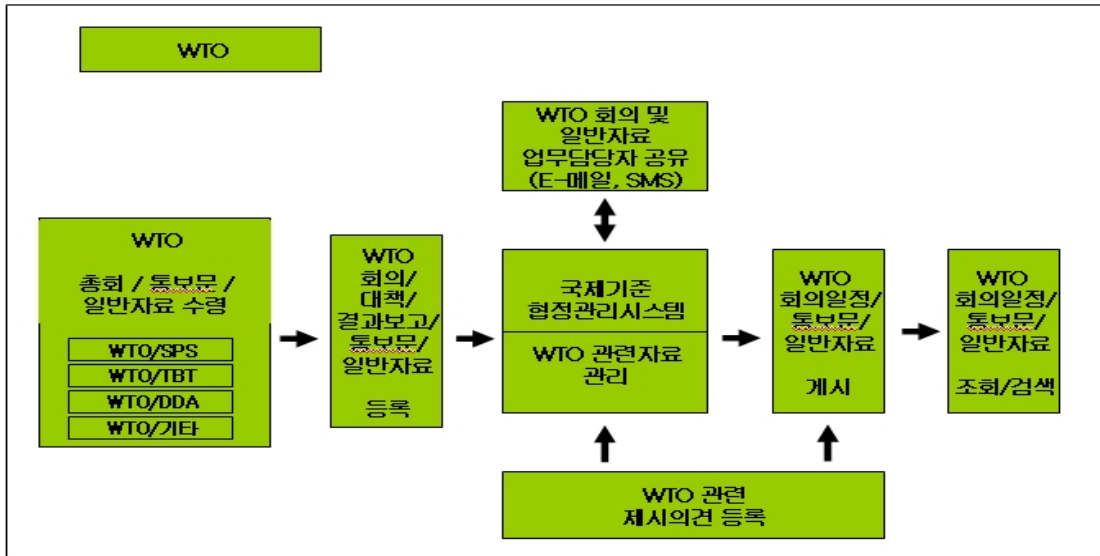 WTO
WTO 회의 및
일반자료
업무담당자 공유
(E-메일, SMS)
WTO
총회 / 통보문 /
일반자료 수령
WTO/SPS
WTO/TBT
WTO/DDA
WTO/기타
WTO
회의/
대책/
결과보고/
통보문/
일반자료
등록
국제기준
협정관리시스템
WTO 관련자료
관리
WTO
회의일정/
통보문/
일반자료
게시
WTO
회의일정/
통보문/
일반자료
조회/검색
WTO 관련
제시의견 등록